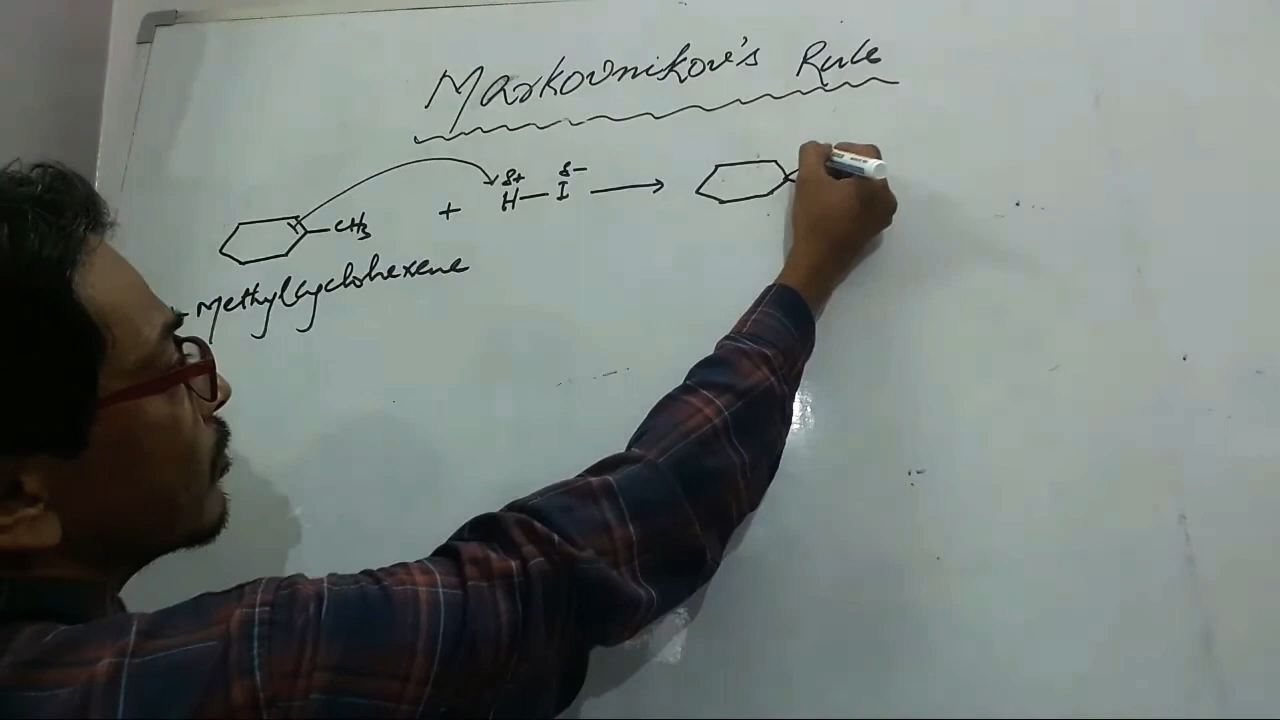 Markovnikov's Rule
δ+ δ-
CH3 + H—I →
-Methylcyclohexene